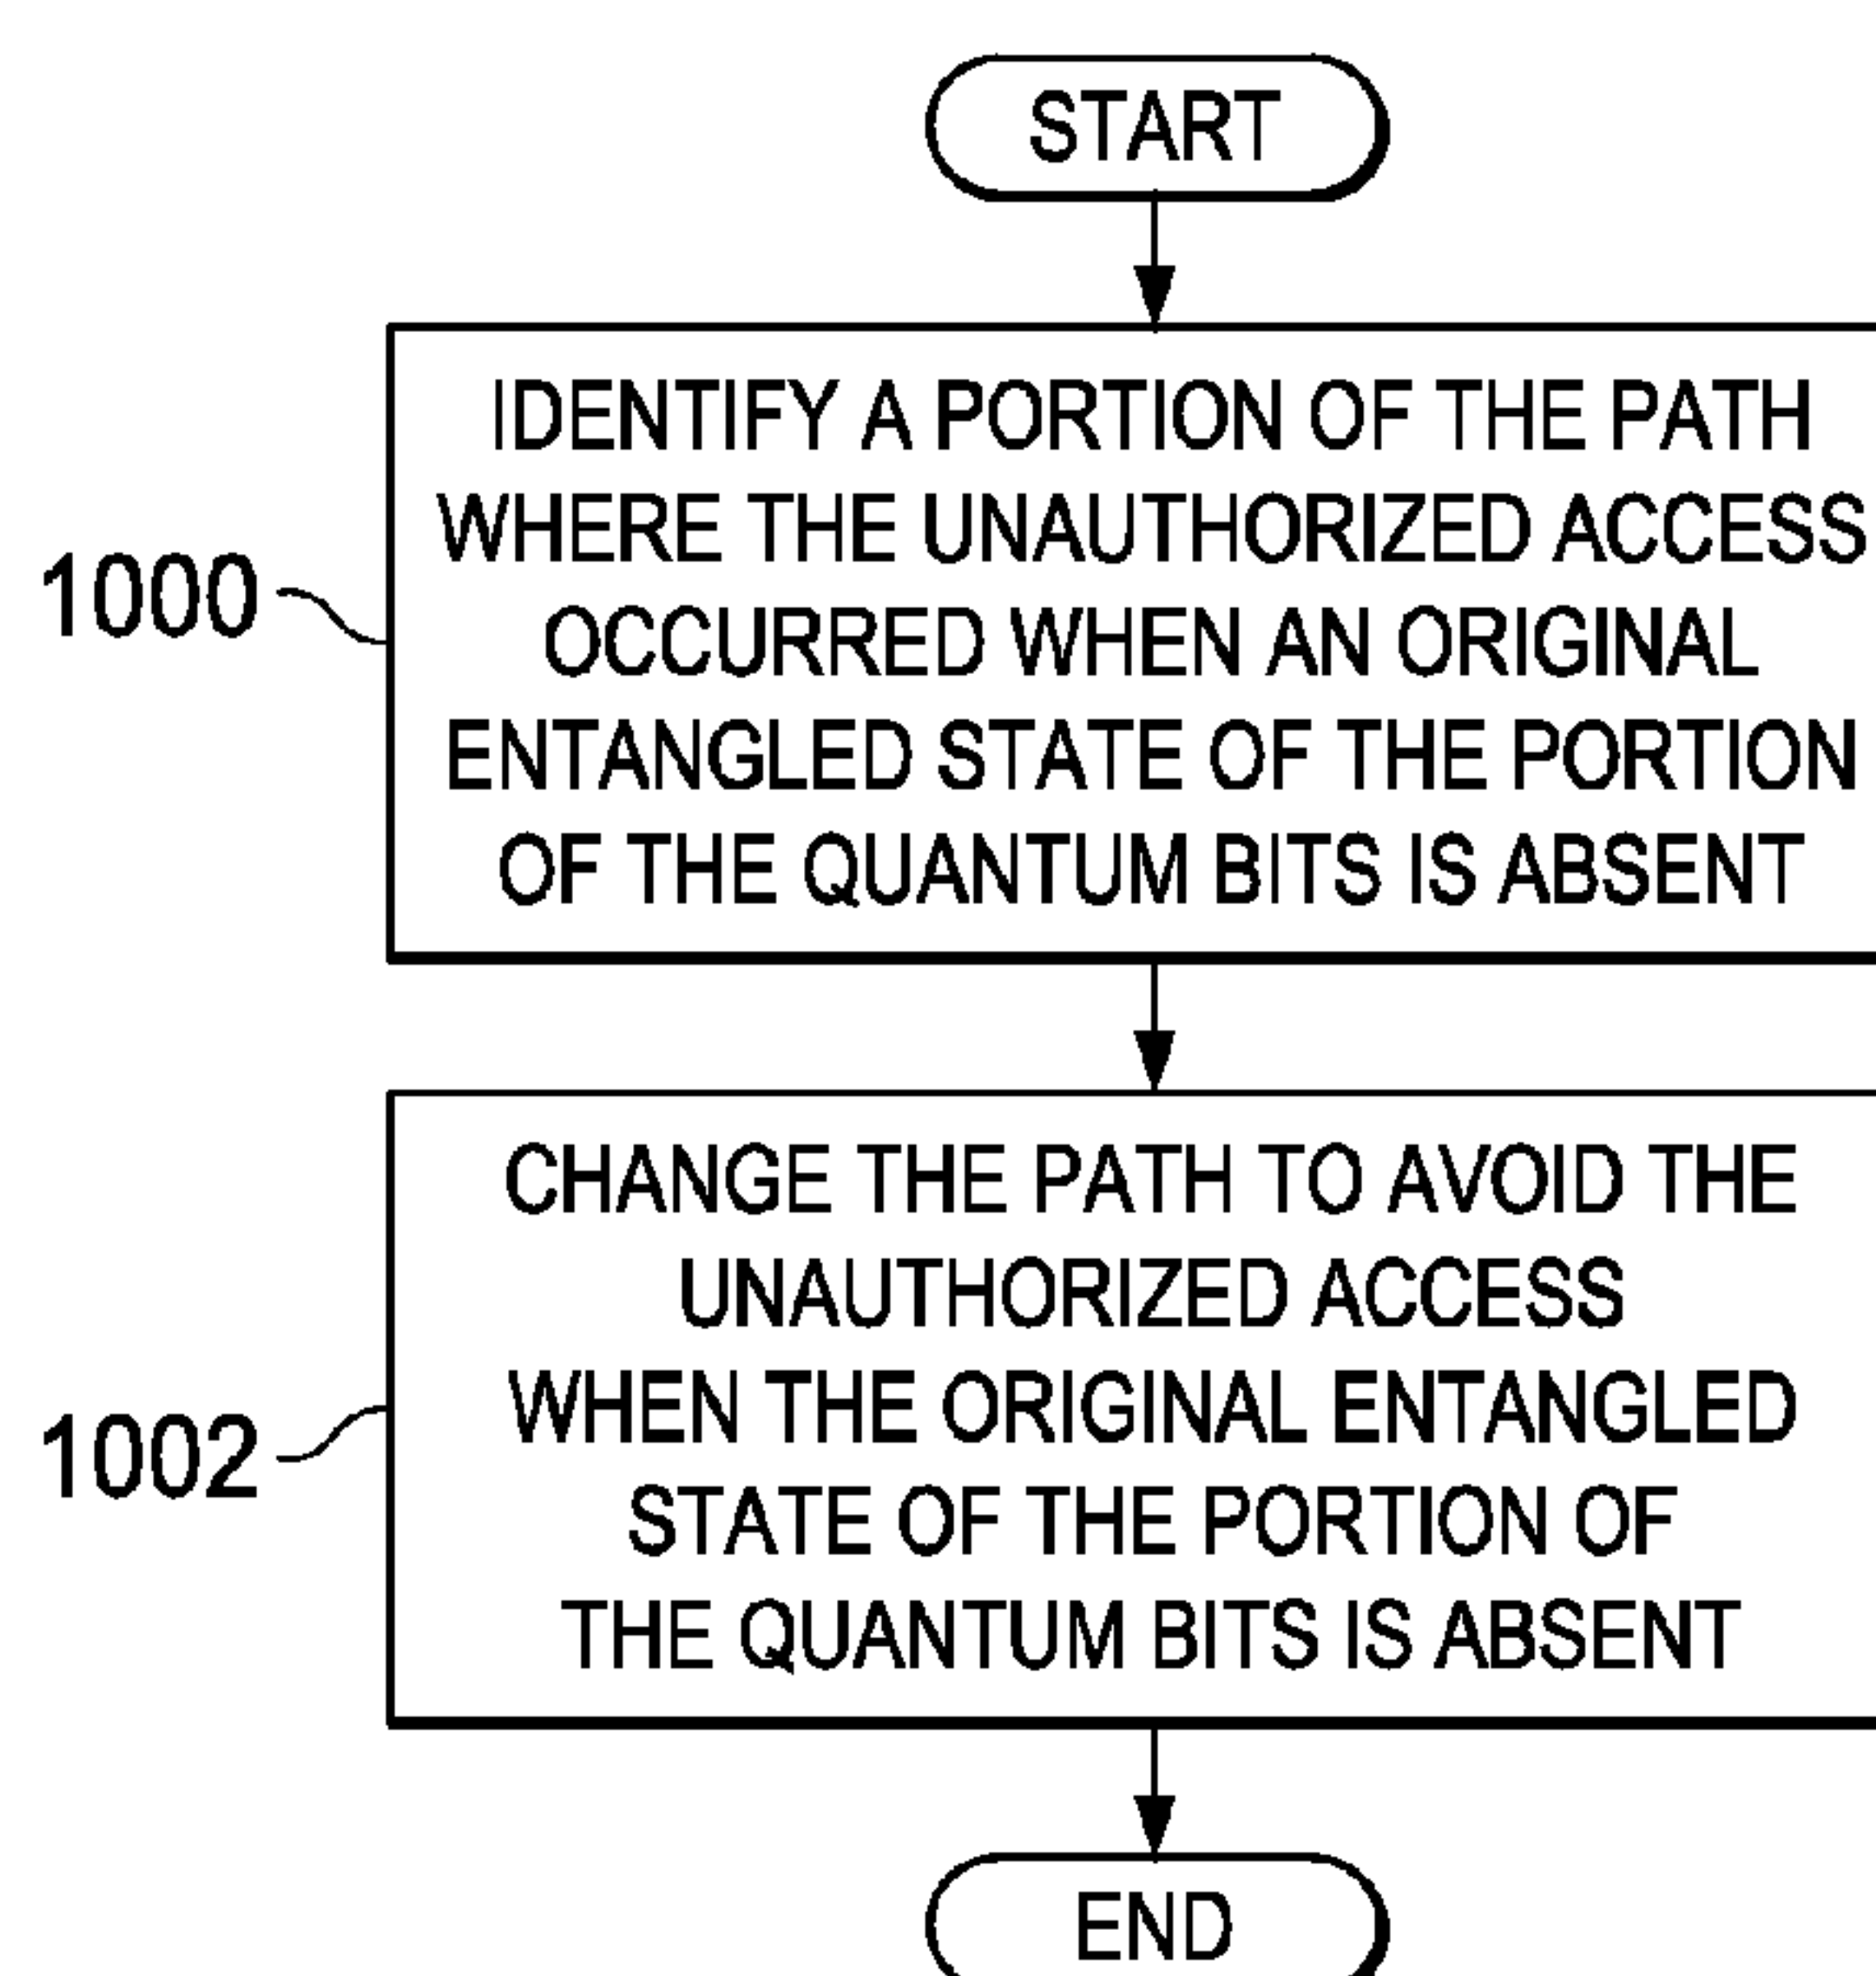 START
IDENTIFY A PORTION OF THE PATH
WHERE THE UNAUTHORIZED ACCESS
OCCURRED WHEN AN ORIGINAL
ENTANGLED STATE OF THE PORTION
OF THE QUANTUM BITS IS ABSENT
1000
CHANGE THE PATH TO AVOID THE
UNAUTHORIZED ACCESS
WHEN THE ORIGINAL ENTANGLED
STATE OF THE PORTION OF
THE QUANTUM BITS IS ABSENT
1002
END